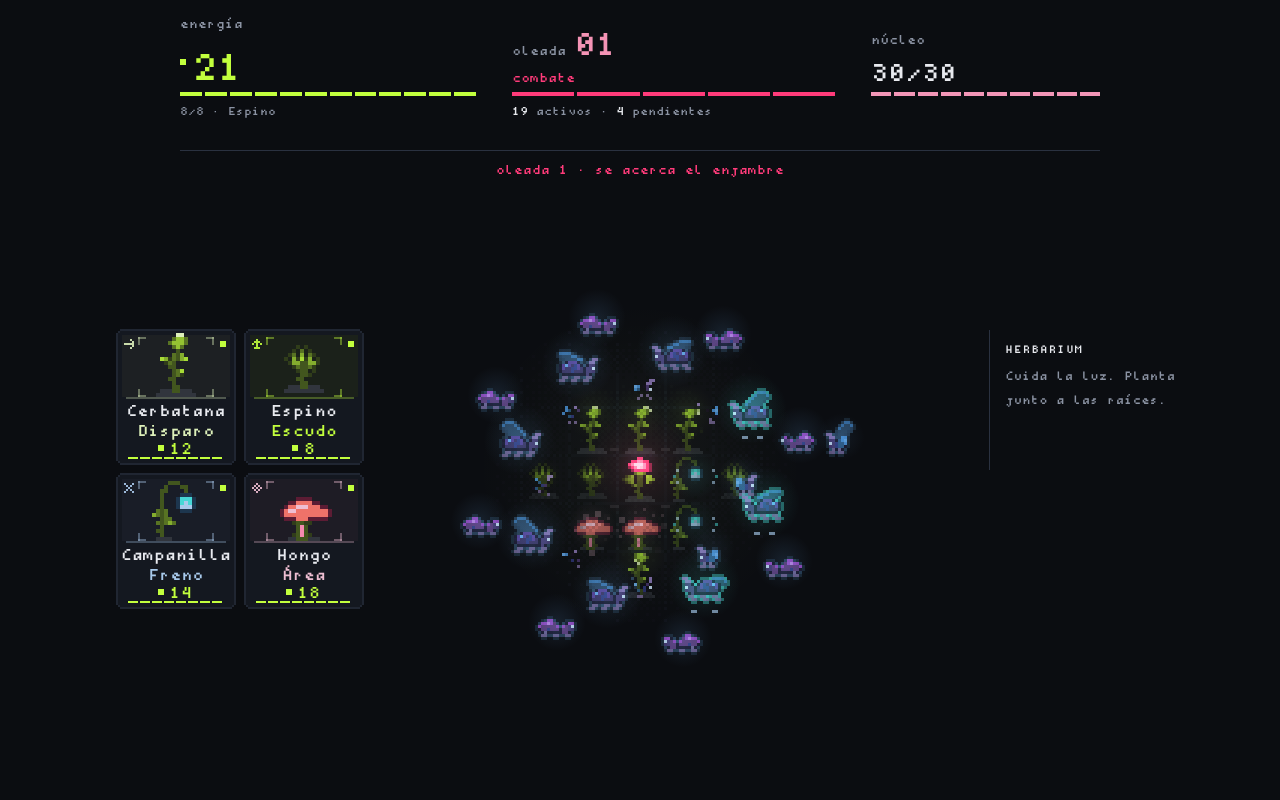 energía
21
8/8 · Espino
oleada 01
combate
19 activos · 4 pendientes
núcleo
30/30
oleada 1 · se acerca el enjambre
Cerbatana
Disparo
12
Espino
Escudo
8
Campanilla
Freno
14
Hongo
Área
18
HERBARIUM
Cuida la luz. Planta
junto a las raíces.